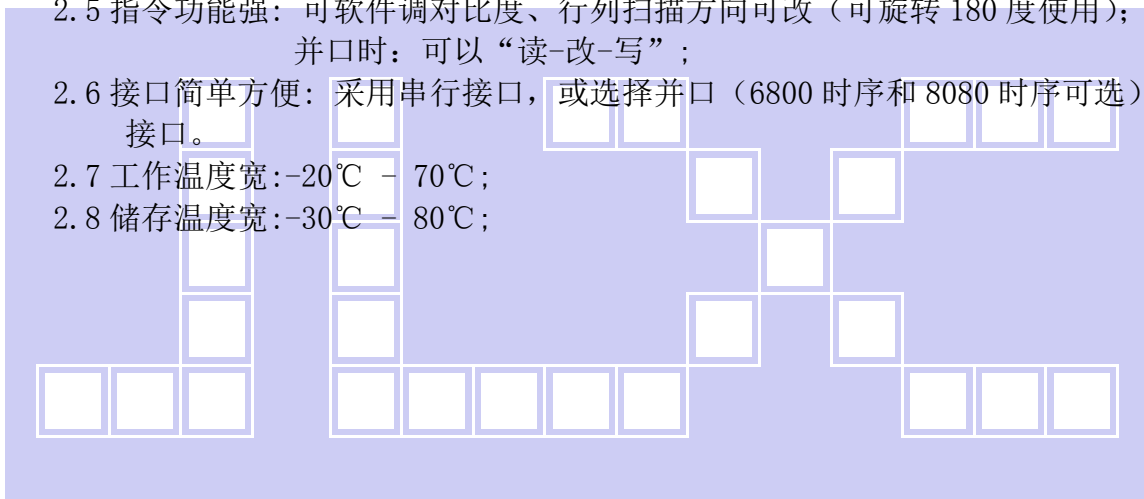 2.5 指令功能强: 可软件调对比度、行列扫描方向可改（可旋转 180 度使用);
并口时: 可以“读-改-写”;
2.6 接口简单方便: 采用串行接口, 或选择并口（6800 时序和 8080 时序可选）
接口。
2.7 工作温度宽:-20℃ - 70℃;
2.8 储存温度宽:-30℃ - 80℃;